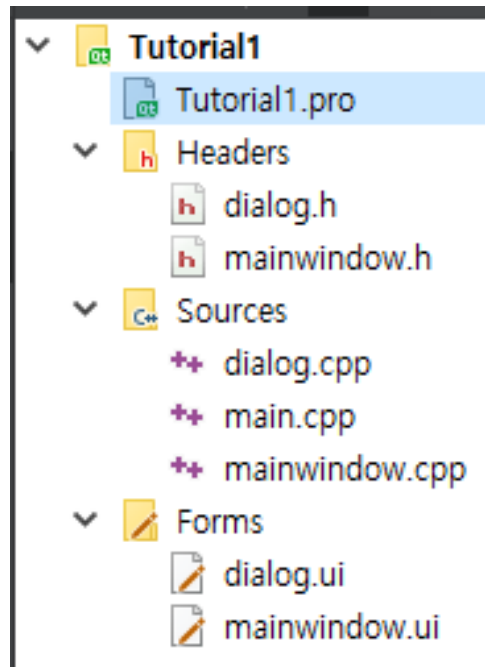 Tutorial1
Tutorial1.pro
Headers
dialog.h
mainwindow.h
Sources
dialog.cpp
main.cpp
mainwindow.cpp
Forms
dialog.ui
mainwindow.ui